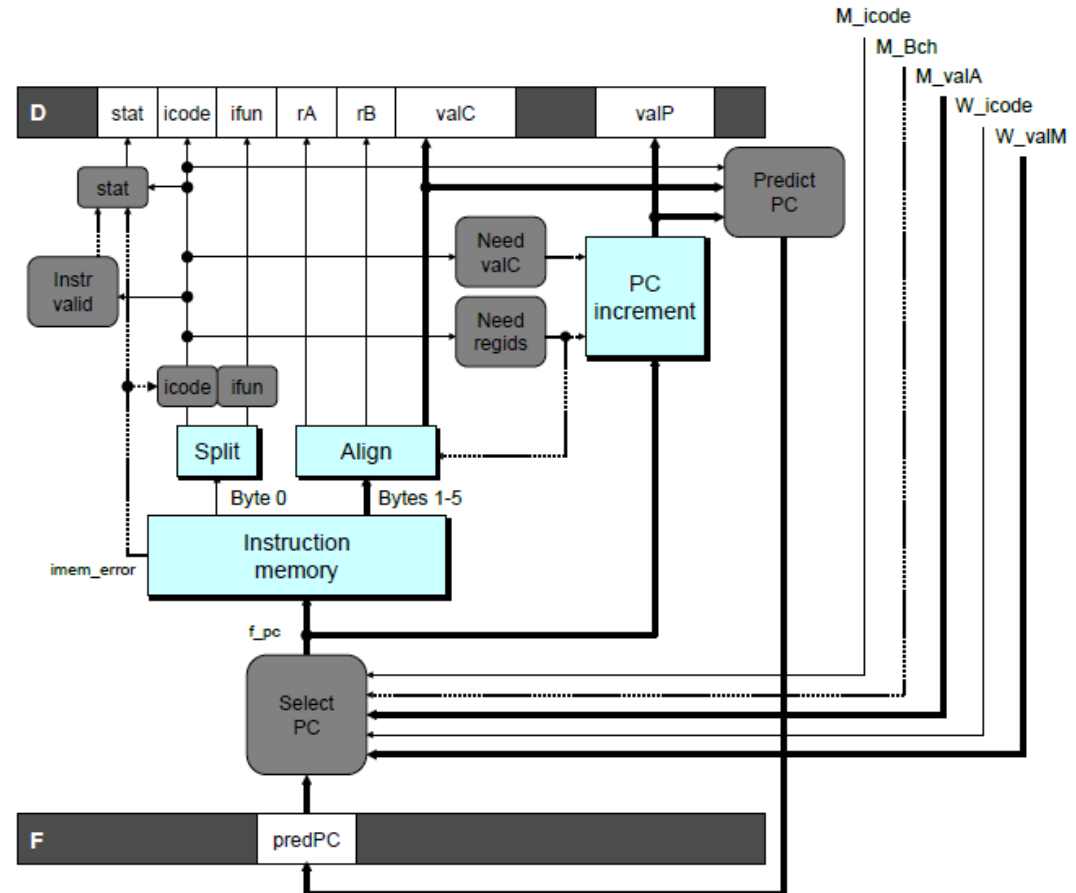 M_icode
M_Bch
M_valA
W_icode
W_valM
D
stat
icode
ifun
rA
rB
valC
valP
stat
Predict
PC
Need
valC
Instr
valid
PC
increment
Need
regids
icode
ifun
Split
Align
Byte 0
Bytes 1-5
Instruction
memory
imem_error
f_pc
Select
PC
F
predPC